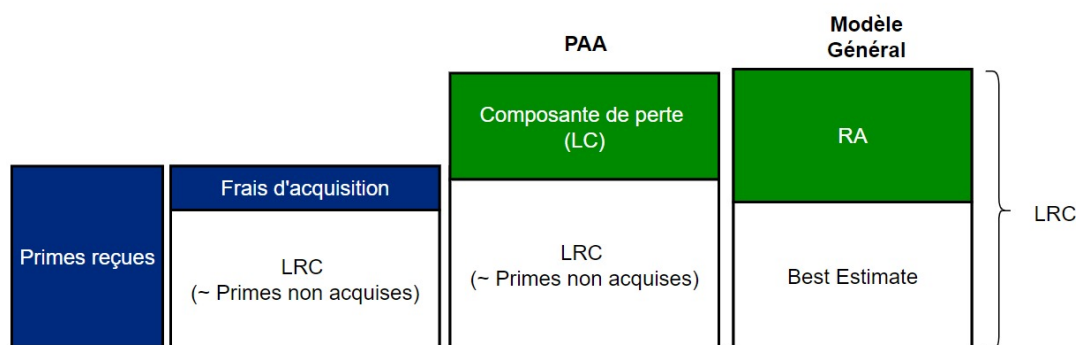 PAA
Modèle
Général
Composante de perte
(LC)
RA
Frais d'acquisition
Primes reçues
LRC
(~ Primes non acquises)
LRC
(~ Primes non acquises)
Best Estimate
LRC